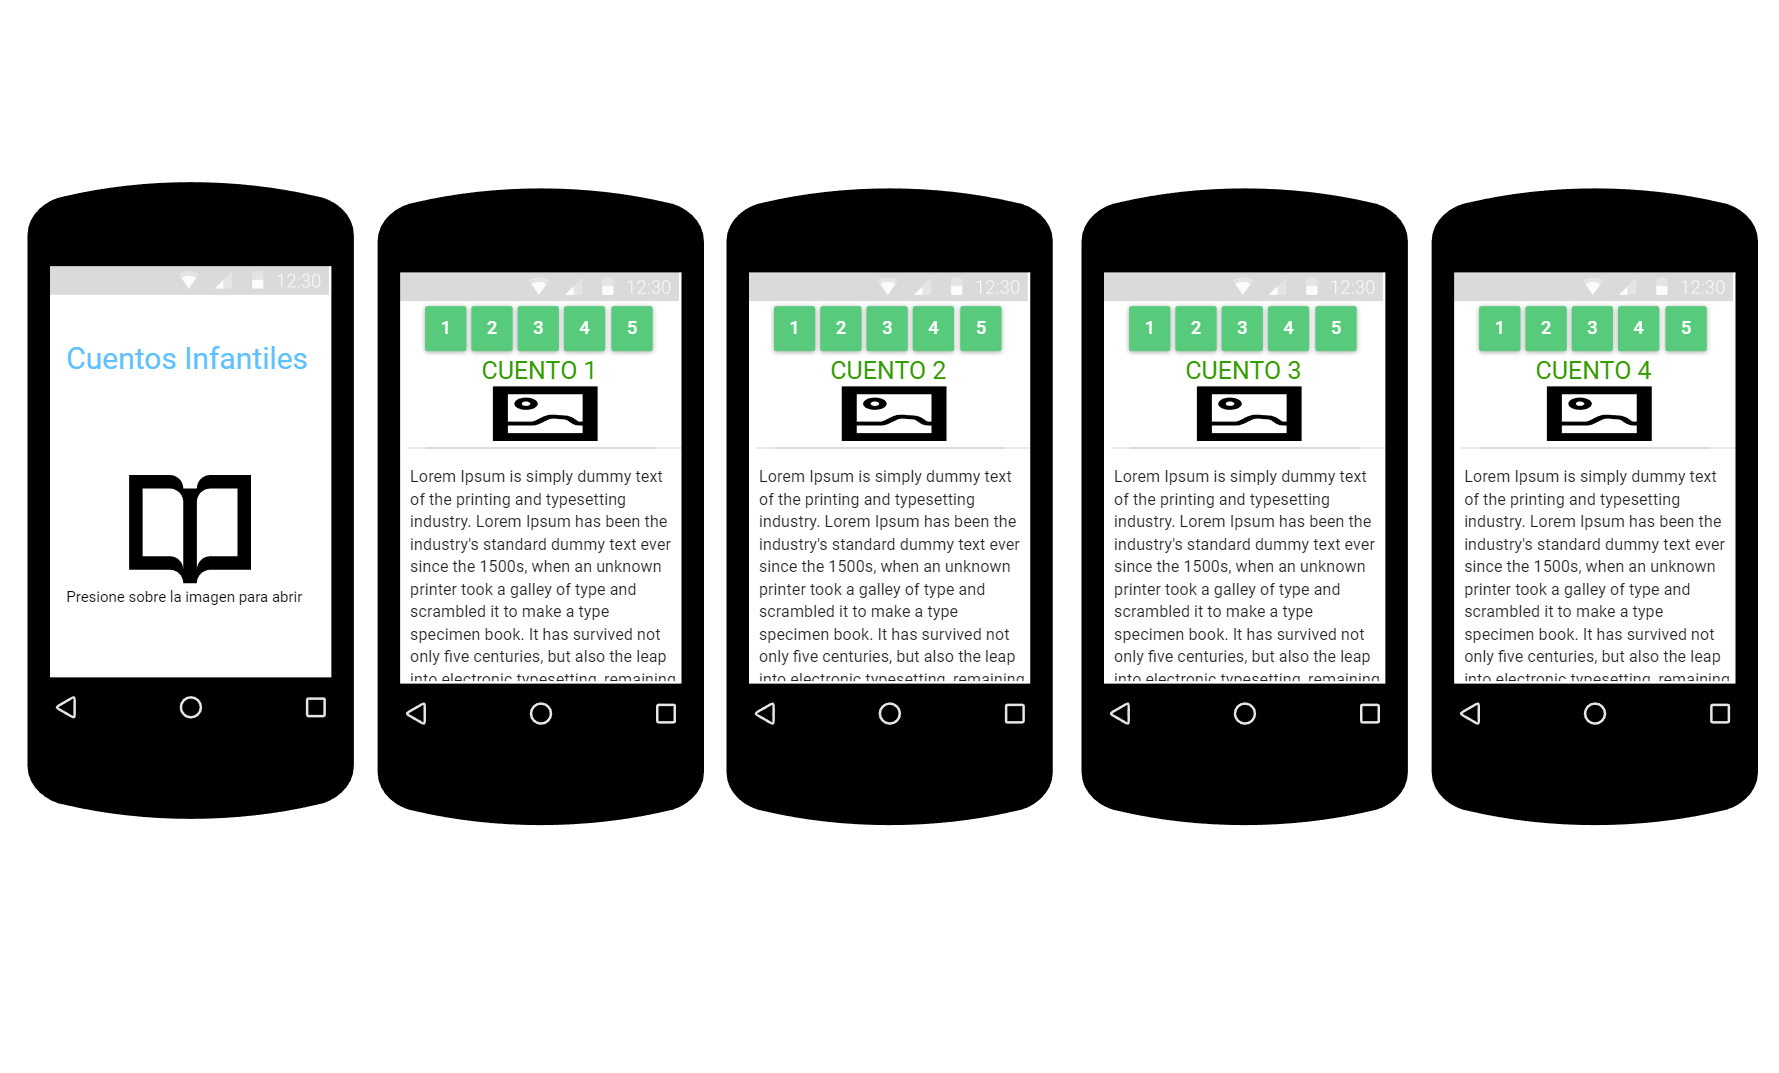 12:30
Cuentos Infantiles
Presione sobre la imagen para abrir
12:30
1 2 3 4 5
CUENTO 1
Lorem Ipsum is simply dummy text
of the printing and typesetting
industry. Lorem Ipsum has been the
industry's standard dummy text ever
since the 1500s, when an unknown
printer took a galley of type and
scrambled it to make a type
specimen book. It has survived not
only five centuries, but also the leap
into electronic typesetting, remaining
12:30
1 2 3 4 5
CUENTO 2
Lorem Ipsum is simply dummy text
of the printing and typesetting
industry. Lorem Ipsum has been the
industry's standard dummy text ever
since the 1500s, when an unknown
printer took a galley of type and
scrambled it to make a type
specimen book. It has survived not
only five centuries, but also the leap
into electronic typesetting, remaining
12:30
1 2 3 4 5
CUENTO 3
Lorem Ipsum is simply dummy text
of the printing and typesetting
industry. Lorem Ipsum has been the
industry's standard dummy text ever
since the 1500s, when an unknown
printer took a galley of type and
scrambled it to make a type
specimen book. It has survived not
only five centuries, but also the leap
into electronic typesetting, remaining
12:30
1 2 3 4 5
CUENTO 4
Lorem Ipsum is simply dummy text
of the printing and typesetting
industry. Lorem Ipsum has been the
industry's standard dummy text ever
since the 1500s, when an unknown
printer took a galley of type and
scrambled it to make a type
specimen book. It has survived not
only five centuries, but also the leap
into electronic typesetting, remaining